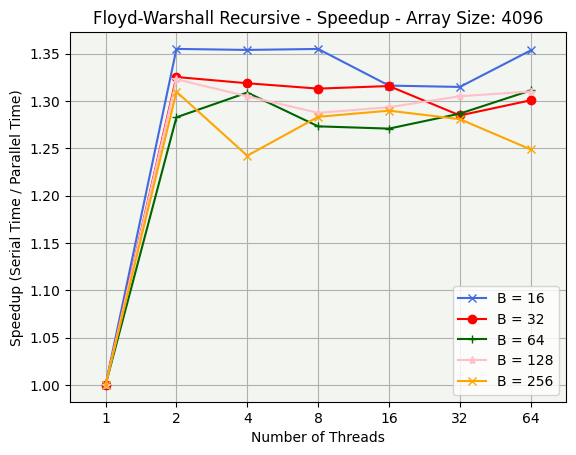 Floyd-Warshall Recursive - Speedup - Array Size: 4096
Speedup (Serial Time / Parallel Time)
1.35
1.30
1.25
1.20
1.15
1.10
1.05
1.00
B = 16
B = 32
B = 64
B = 128
B = 256
1 2 4 8 16 32 64
Number of Threads